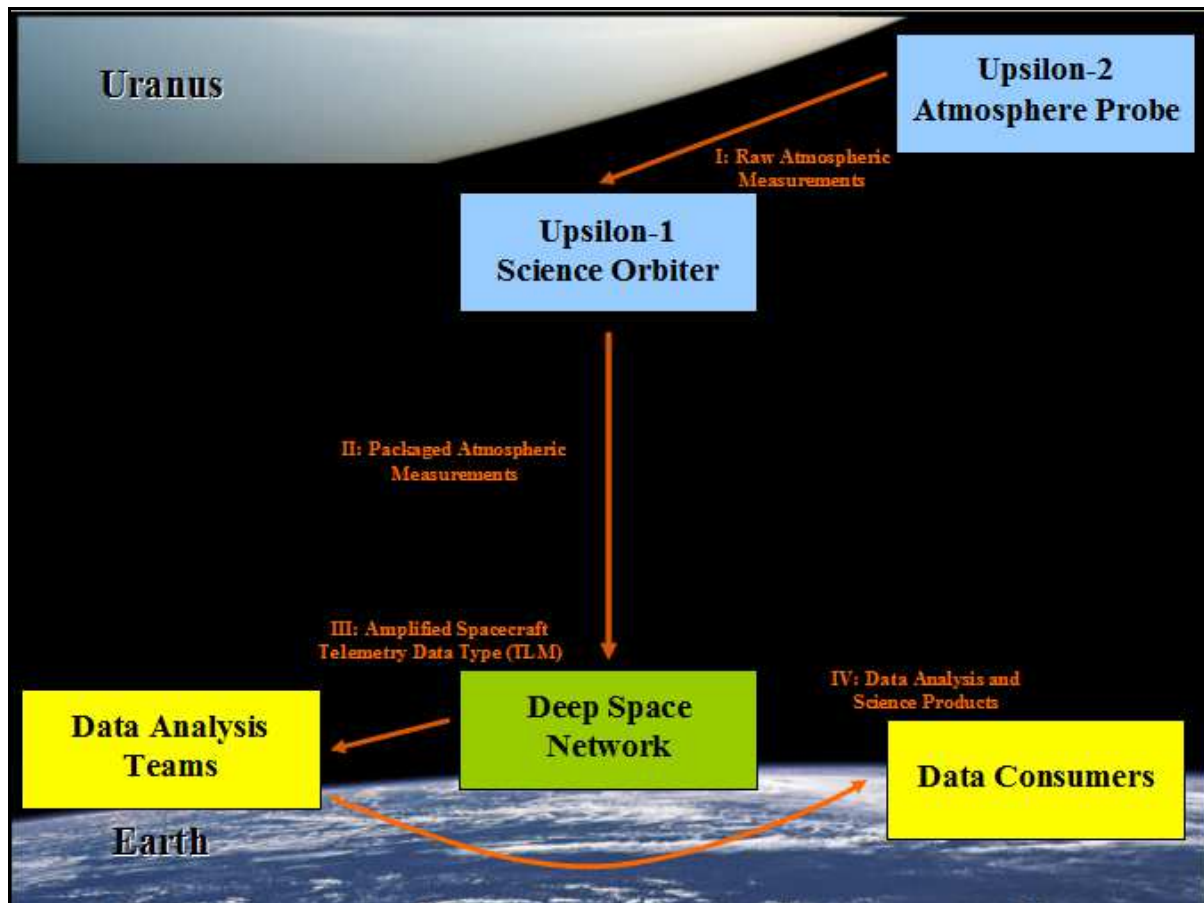 Uranus
Upsilon-2
Atmosphere Probe
I: Raw Atmospheric
Measurements
Upsilon-1
Science Orbiter
II: Packaged Atmospheric
Measurements
III: Amplified Spacecraft
Telemetry Data Type (TLM)
Deep Space
Network
IV: Data Analysis and
Science Products
Data Analysis
Teams
Data Consumers
Earth